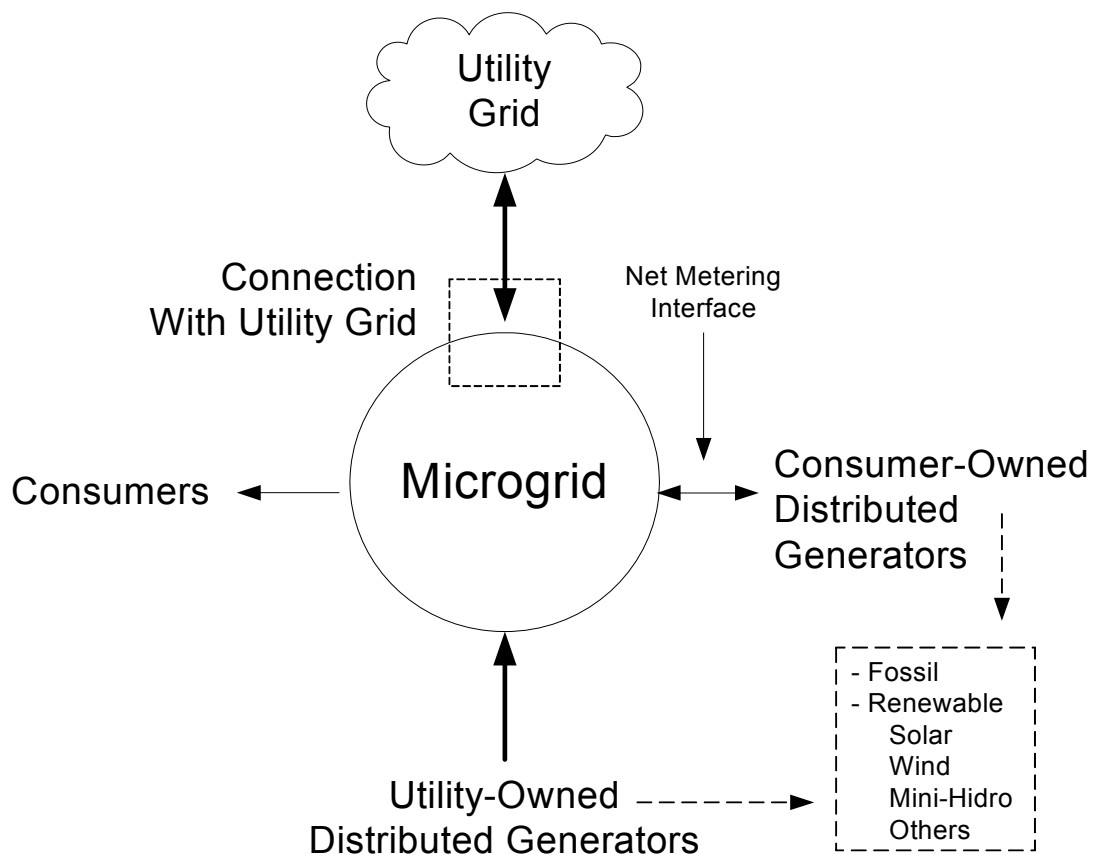 Utility
Grid
Connection
With Utility Grid
Net Metering
Interface
Consumers
Microgrid
Consumer-Owned
Distributed
Generators
- Fossil
- Renewable
Solar
Wind
Mini-Hidro
Others
Utility-Owned
Distributed Generators